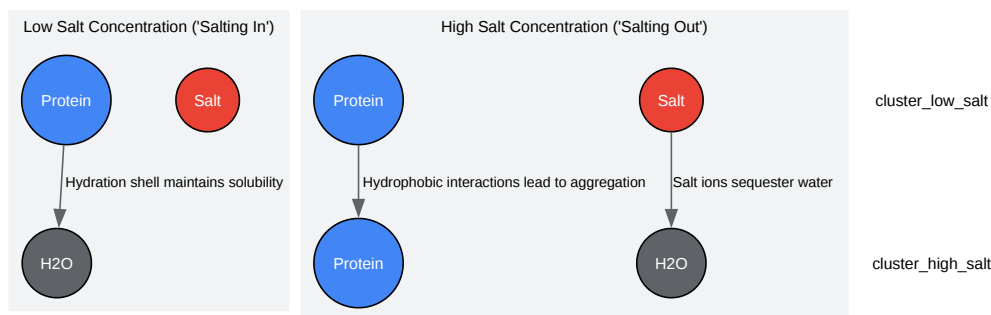 Low Salt Concentration ('Salting In')
Protein
Salt
Hydration shell maintains solubility
H2O
High Salt Concentration ('Salting Out')
Protein
Salt
Hydrophobic interactions lead to aggregation
Salt ions sequester water
Protein
H2O
cluster_low_salt
cluster_high_salt